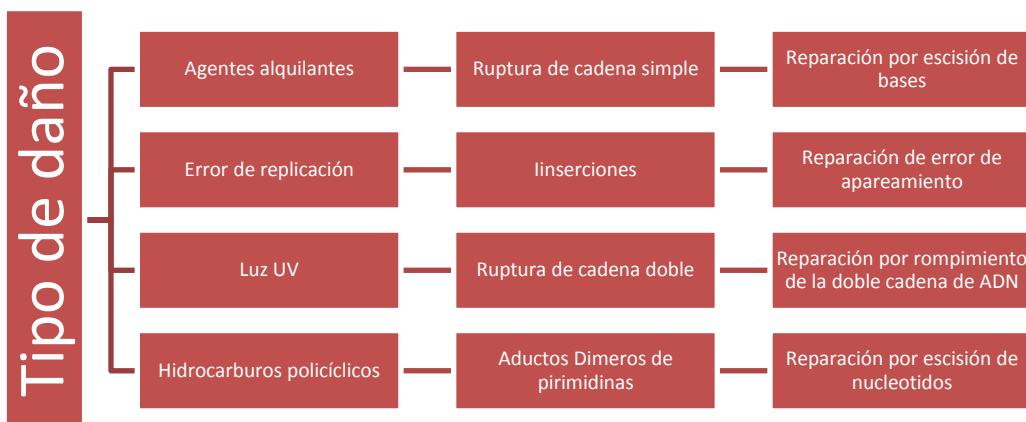 Tipo de daño
Agentes alquilantes
Ruptura de cadena simple
Reparación por escisión de
bases
Error de replicación
Iinserciones
Reparación de error de
apareamiento
Luz UV
Ruptura de cadena doble
Reparación por rompimiento
de la doble cadena de ADN
Hidrocarburos policíclicos
Aductos Dimeros de
pirimidinas
Reparación por escisión de
nucleotidos